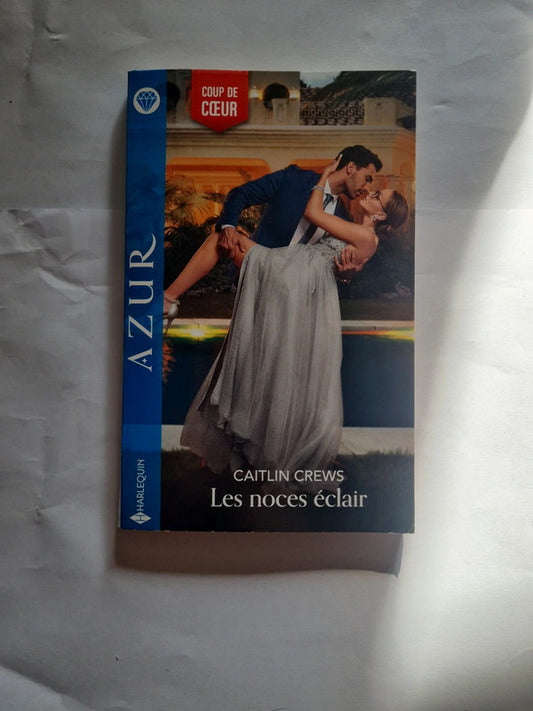 COUP DE
CŒUR
AZUR
HARLEQUIN
CAITLIN CREWS
Les noces éclair